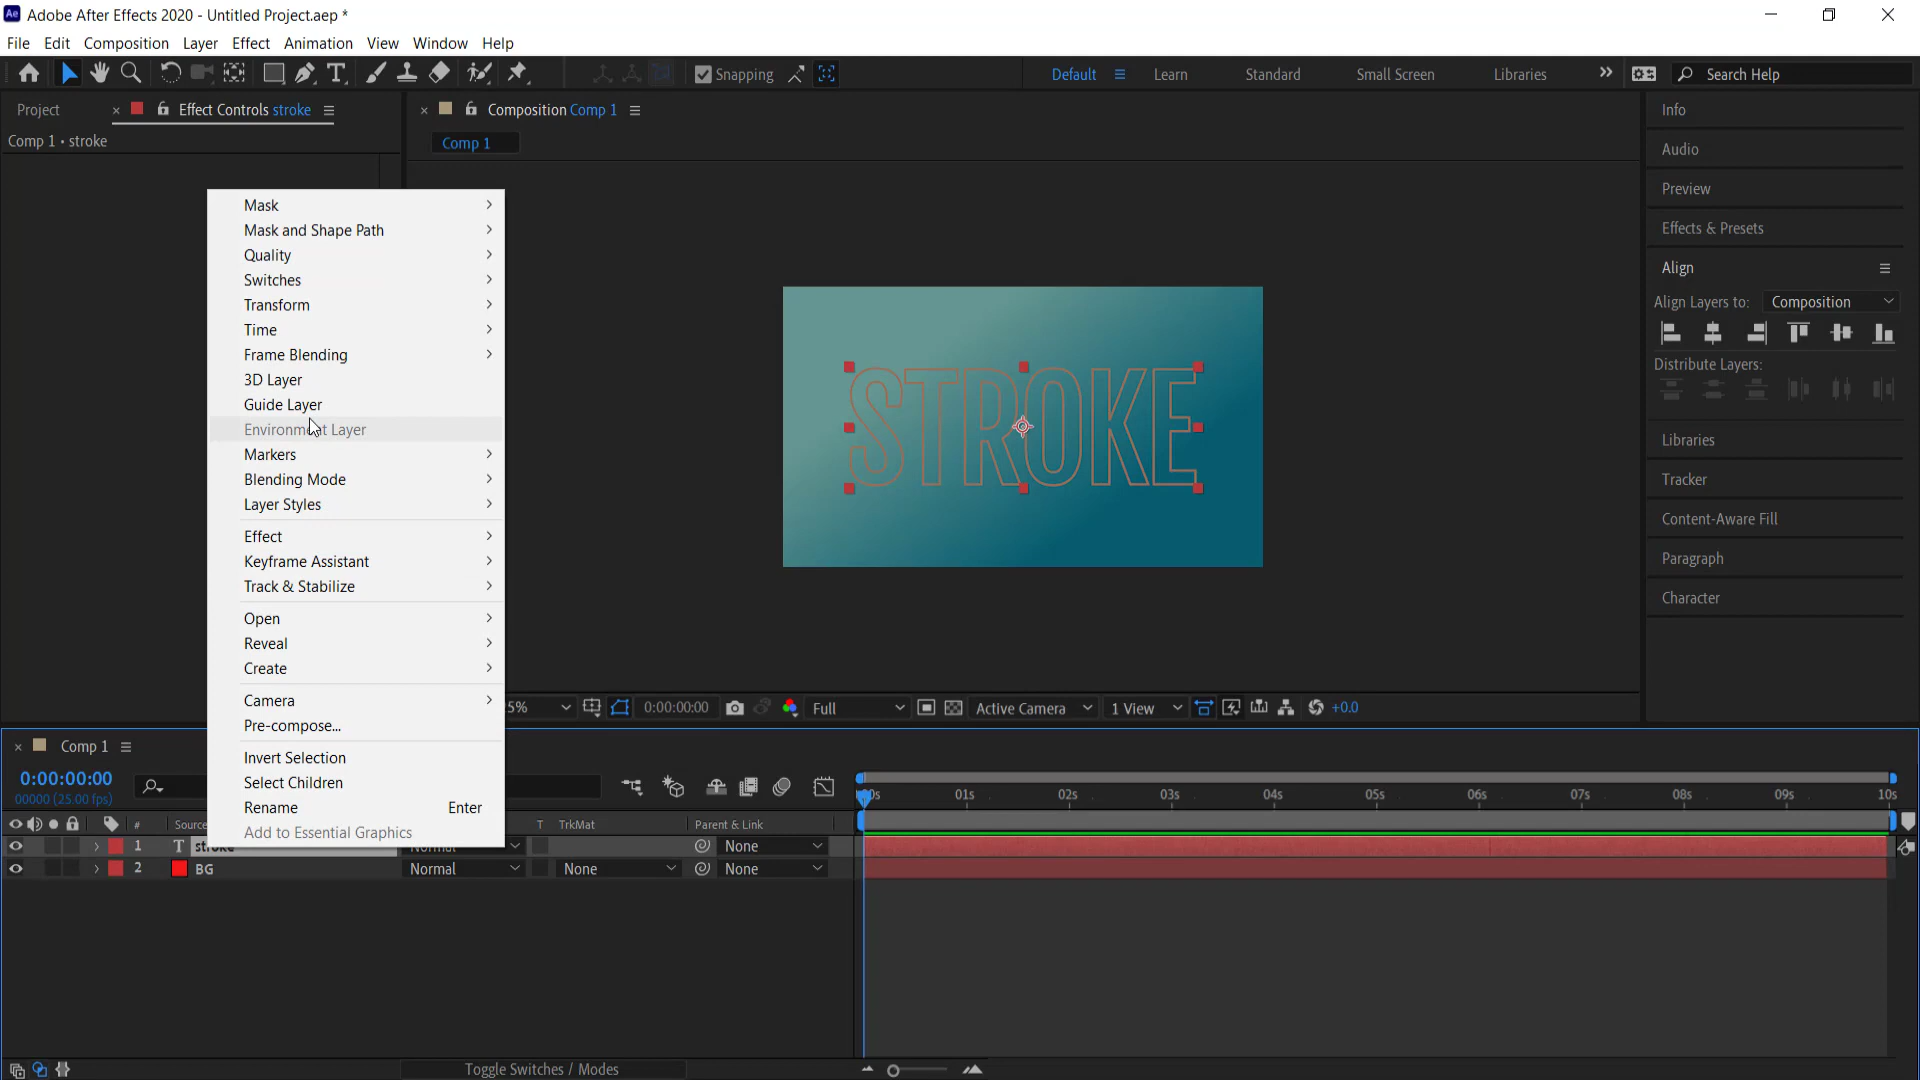 Adobe After Effects 2020 - Untitled Project.aep *
File Edit Composition Layer Effect Animation View Window Help
Snapping Default Learn Standard Small Screen Libraries Search Help
Project Effect Controls stroke
Composition Comp 1
Comp 1 • stroke
Comp 1
Mask
Mask and Shape Path
Quality
Switches
Transform
Time
Frame Blending
3D Layer
Guide Layer
Environment Layer
Markers
Blending Mode
Layer Styles
Effect
Keyframe Assistant
Track & Stabilize
Open
Reveal
Create
Camera
Pre-compose...
Invert Selection
Select Children
Rename Enter
Add to Essential Graphics
STROKE
Info
Audio
Preview
Effects & Presets
Align
Align Layers to: Composition
Distribute Layers:
Libraries
Tracker
Content-Aware Fill
Paragraph
Character
5% 0:00:00:00 Full Active Camera 1 View +0.0
Comp 1
0:00:00:00
00000 (25.00 fps)
0s 01s 02s 03s 04s 05s 06s 07s 08s 09s 10s
# Source T TrkMat Parent & Link
1 T stroke Normal None
2 BG Normal None None
Toggle Switches / Modes